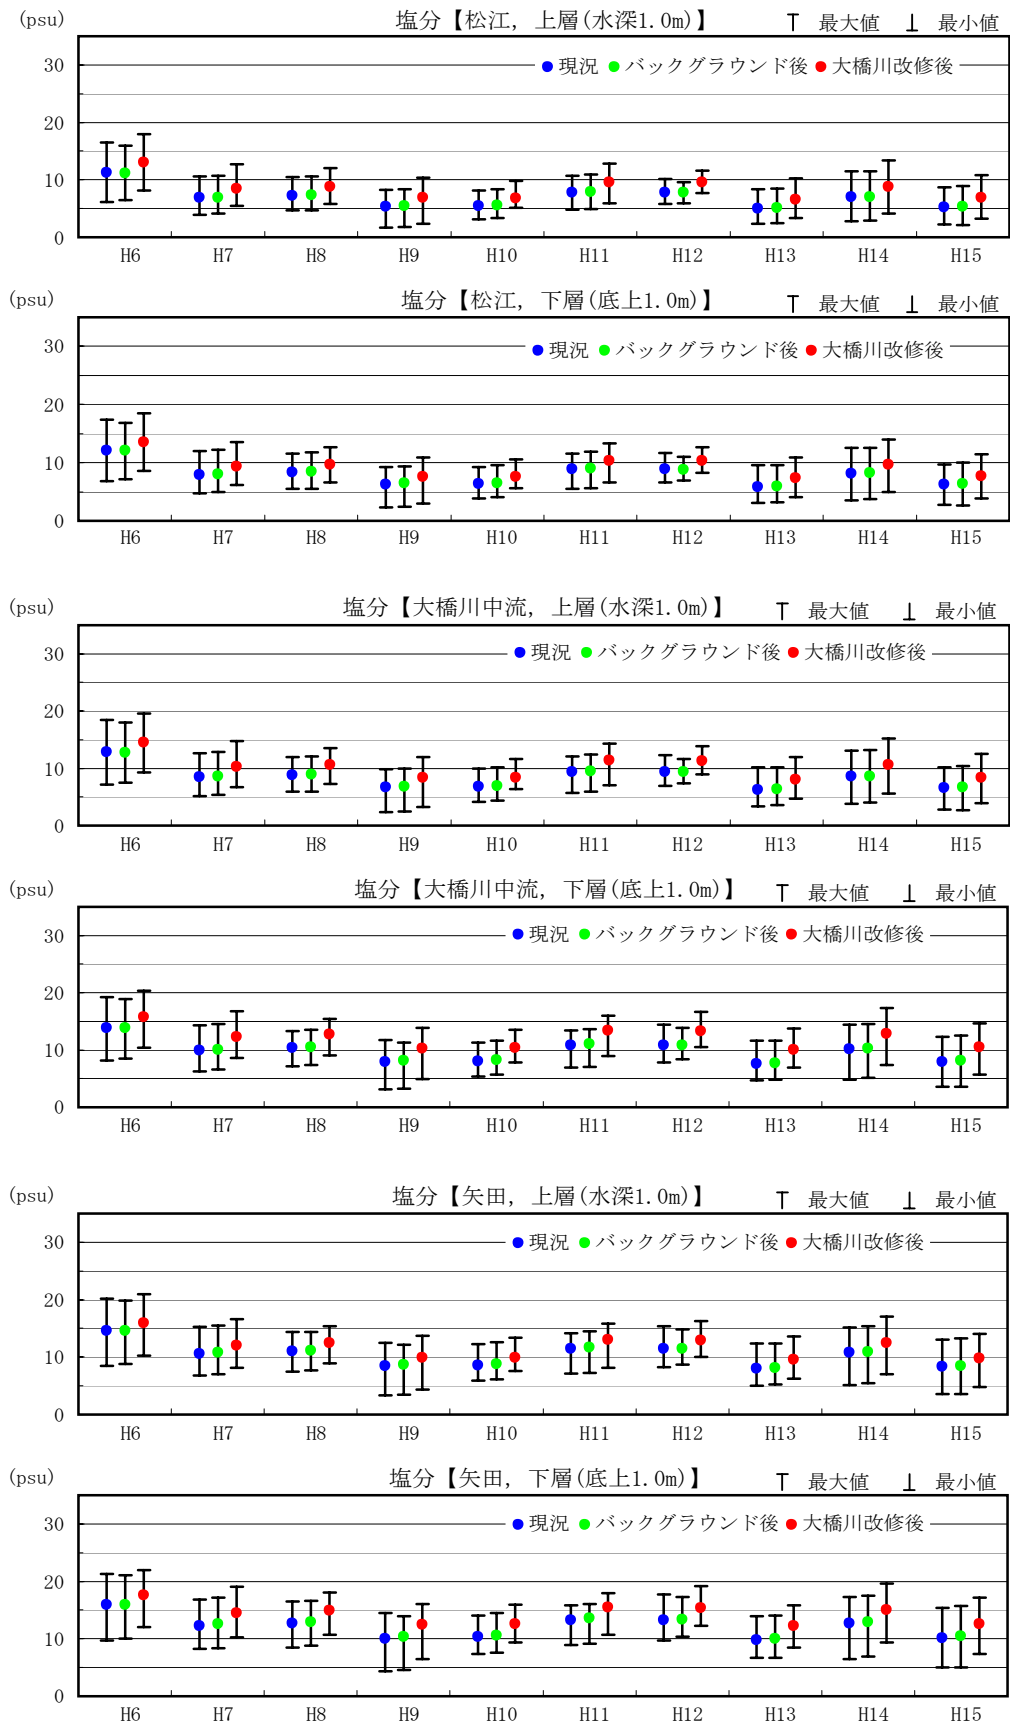 (psu) 塩分【松江, 上層(水深1.0m)】 最大値 最小値
30 現況 バックグラウンド後 大橋川改修後
20
10
0
H6 H7 H8 H9 H10 H11 H12 H13 H14 H15
(psu) 塩分【松江, 下層(底上1.0m)】 最大値 最小値
30 現況 バックグラウンド後 大橋川改修後
20
10
0
H6 H7 H8 H9 H10 H11 H12 H13 H14 H15
(psu) 塩分【大橋川中流, 上層(水深1.0m)】 最大値 最小値
30 現況 バックグラウンド後 大橋川改修後
20
10
0
H6 H7 H8 H9 H10 H11 H12 H13 H14 H15
(psu) 塩分【大橋川中流, 下層(底上1.0m)】 最大値 最小値
30 現況 バックグラウンド後 大橋川改修後
20
10
0
H6 H7 H8 H9 H10 H11 H12 H13 H14 H15
(psu) 塩分【矢田, 上層(水深1.0m)】 最大値 最小値
30 現況 バックグラウンド後 大橋川改修後
20
10
0
H6 H7 H8 H9 H10 H11 H12 H13 H14 H15
(psu) 塩分【矢田, 下層(底上1.0m)】 最大値 最小値
30 現況 バックグラウンド後 大橋川改修後
20
10
0
H6 H7 H8 H9 H10 H11 H12 H13 H14 H15